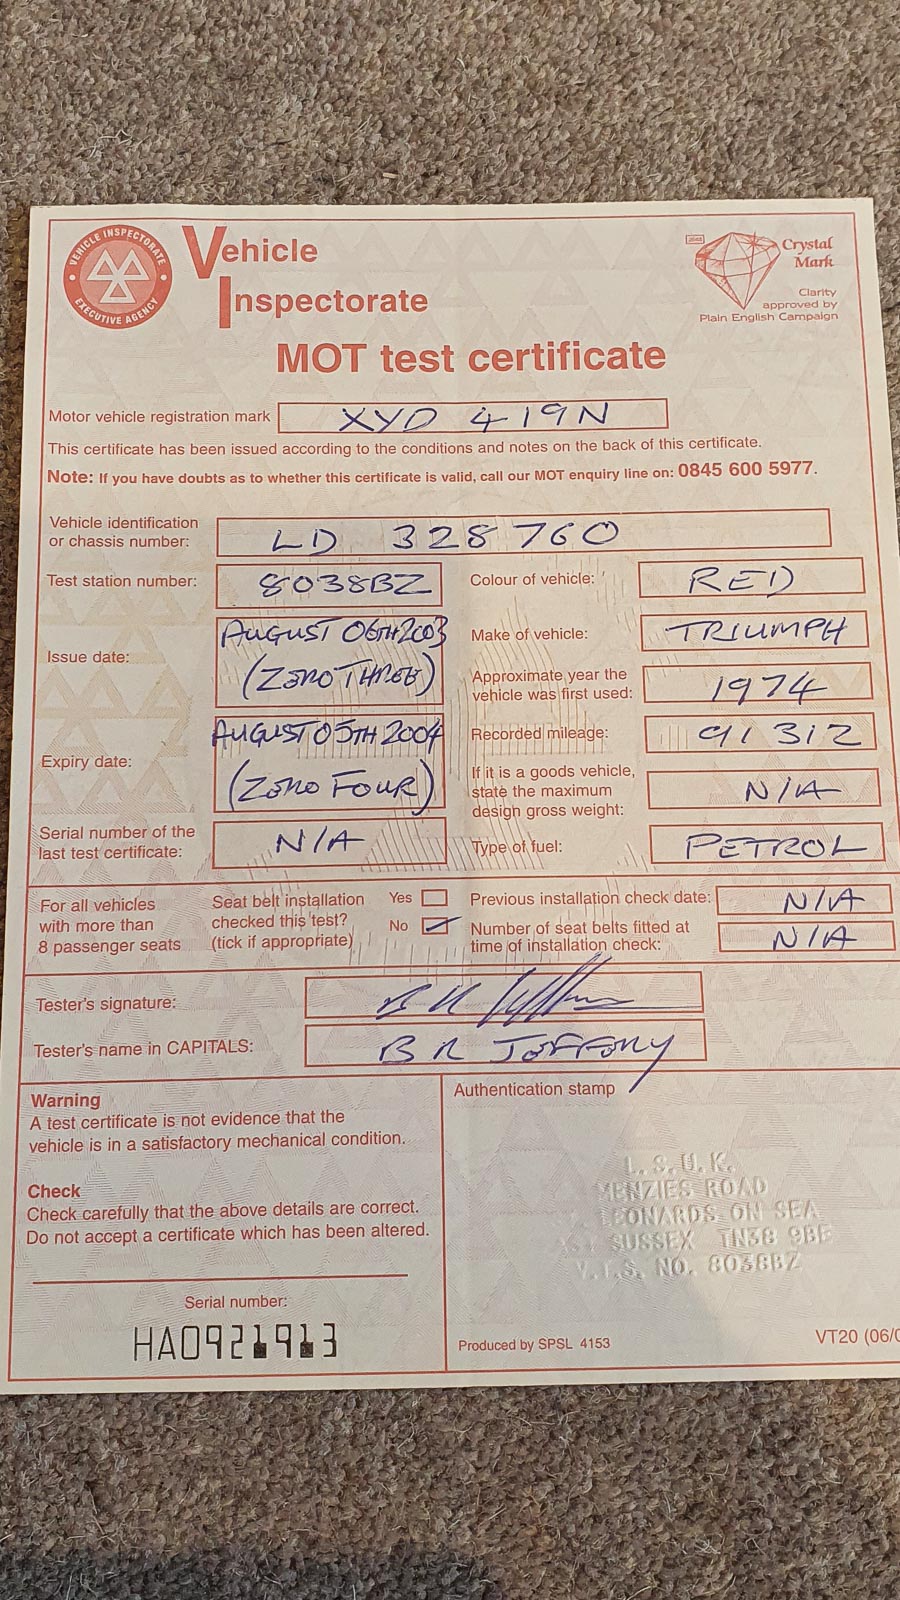 VEHICLE INSPECTORATE
EXECUTIVE AGENCY
Vehicle
Inspectorate
Crystal
Mark
Clarity
approved by
Plain English Campaign
MOT test certificate
Motor vehicle registration mark XYD 419N
This certificate has been issued according to the conditions and notes on the back of this certificate.
Note: If you have doubts as to whether this certificate is valid, call our MOT enquiry line on: 0845 600 5977.
Vehicle identification
or chassis number: LD 328760
Test station number: 8038BZ
Colour of vehicle: RED
Issue date: AUGUST 06TH 2003
(ZERO THREE)
Make of vehicle: TRIUMPH
Approximate year the
vehicle was first used: 1974
Expiry date: AUGUST 05TH 2004
(ZERO FOUR)
Recorded mileage: 91312
If it is a goods vehicle,
state the maximum
design gross weight: N/A
Serial number of the
last test certificate: N/A
Type of fuel: PETROL
For all vehicles
with more than
8 passenger seats
Seat belt installation
checked this test?
(tick if appropriate)
Yes
No
Previous installation check date: N/A
Number of seat belts fitted at
time of installation check: N/A
Tester's signature:
Tester's name in CAPITALS: B R JEFFERY
Warning
A test certificate is not evidence that the
vehicle is in a satisfactory mechanical condition.
Check
Check carefully that the above details are correct.
Do not accept a certificate which has been altered.
Serial number:
HA0921913
Authentication stamp
L.S.U.K.
MENZIES ROAD
LEONARDS ON SEA
SUSSEX TN38 9BE
V.T.S. NO. 8038BZ
Produced by SPSL 4153
VT20 (06/0